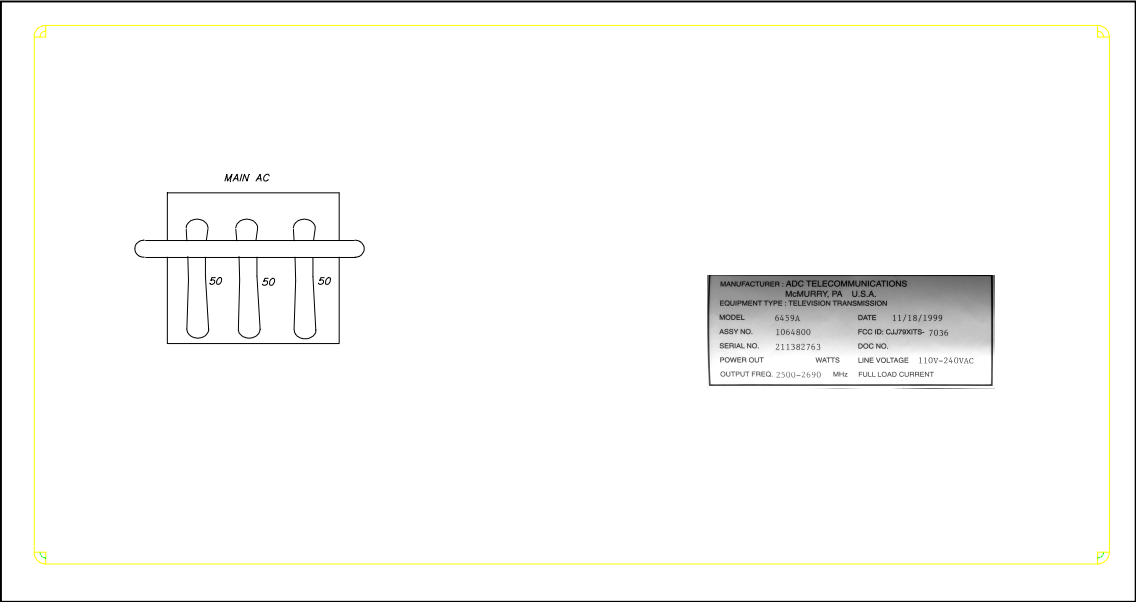 MAIN AC
50 50 50
MANUFACTURER : ADC TELECOMMUNICATIONS
McMURRY, PA U.S.A.
EQUIPMENT TYPE : TELEVISION TRANSMISSION
MODEL 6459A DATE 11/18/1999
ASSY NO. 1064800 FCC ID: CJJ79XITS- 7036
SERIAL NO. 211382763 DOC NO.
POWER OUT WATTS LINE VOLTAGE 110V-240VAC
OUTPUT FREQ. 2500-2690 MHz FULL LOAD CURRENT